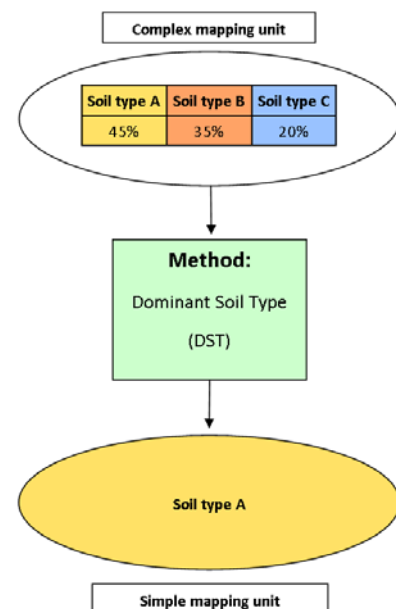 Complex mapping unit
Soil type A Soil type B Soil type C
45% 35% 20%
Method:
Dominant Soil Type
(DST)
Soil type A
Simple mapping unit